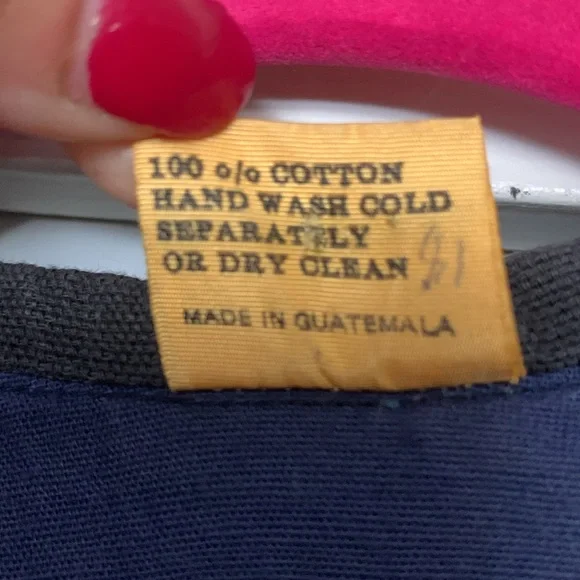 100 o/o COTTON
HAND WASH COLD
SEPARATELY
OR DRY CLEAN
MADE IN GUATEMALA